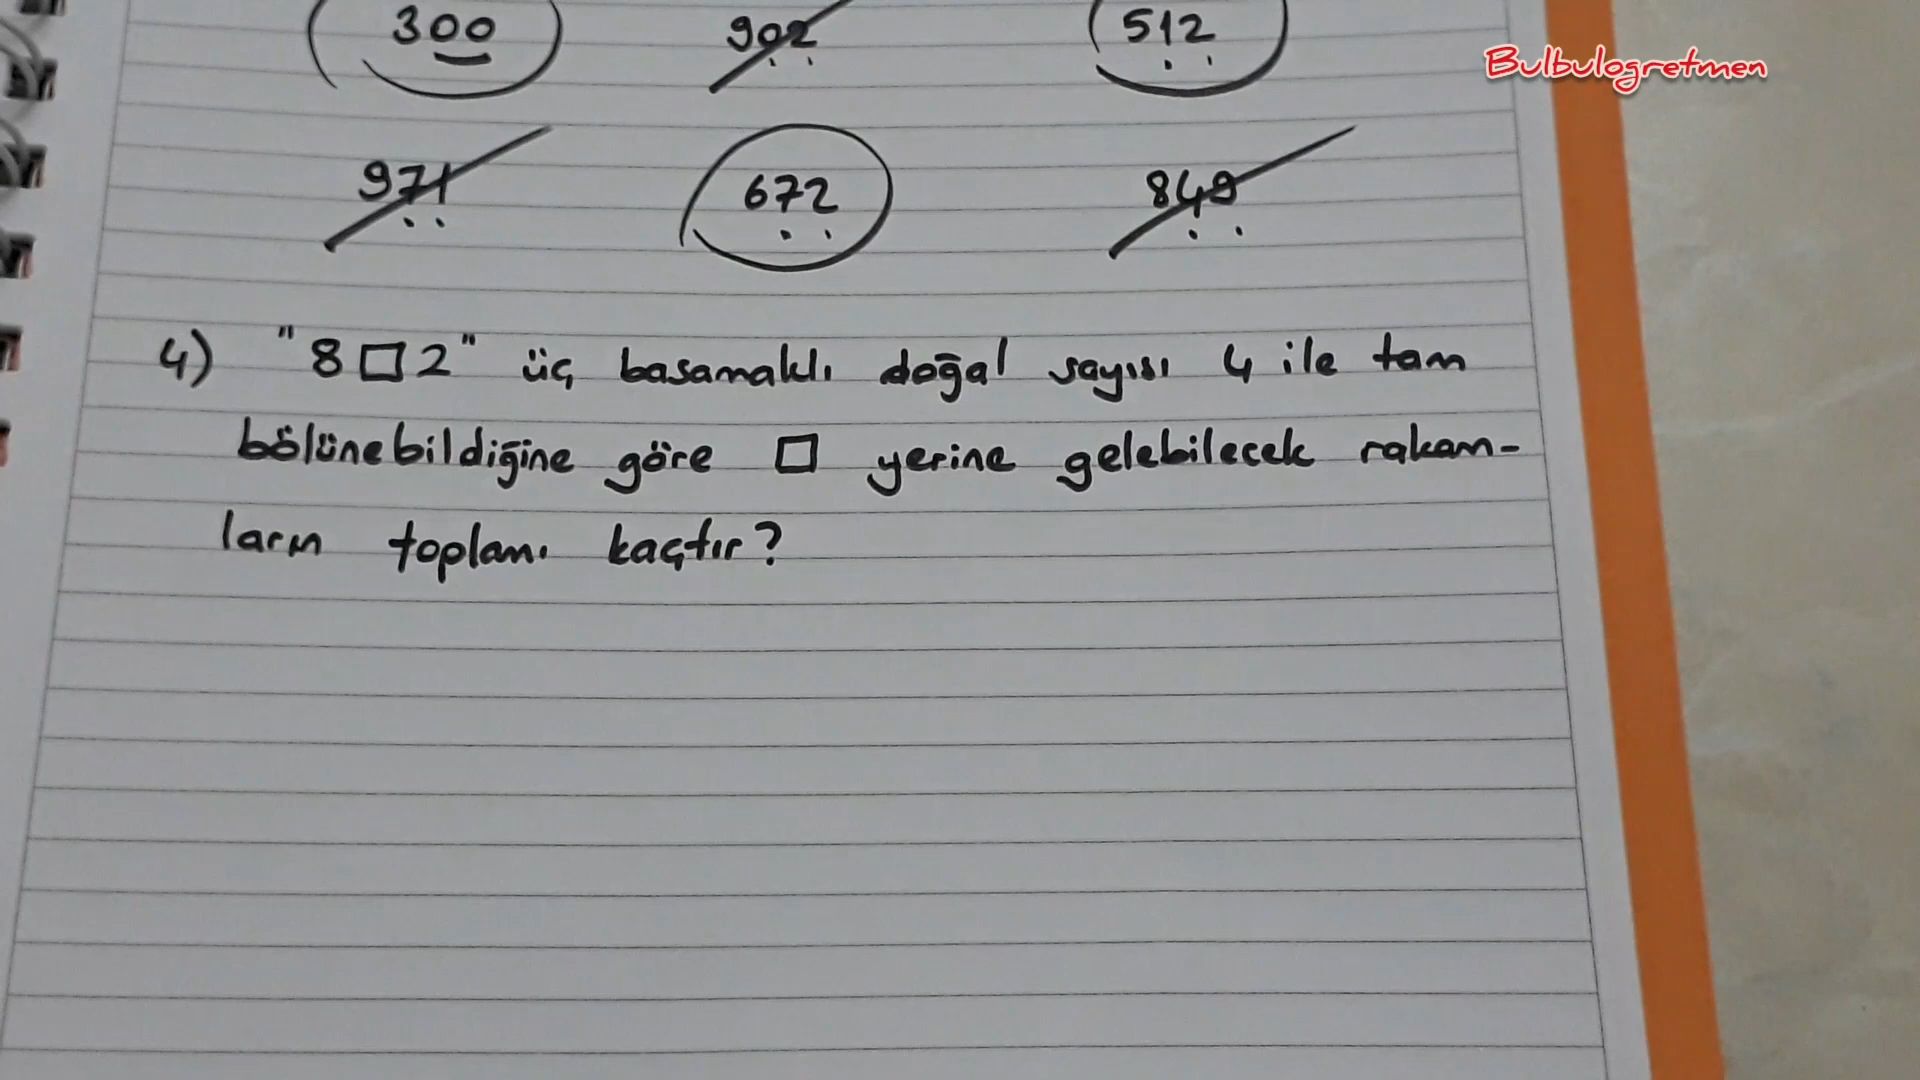 300 902 512
Bulbulogretmen
971 672 849
4) "8□2" üç basamaklı doğal sayısı 4 ile tam
bölünebildiğine göre □ yerine gelebilecek rakam-
ların toplamı kaçtır?